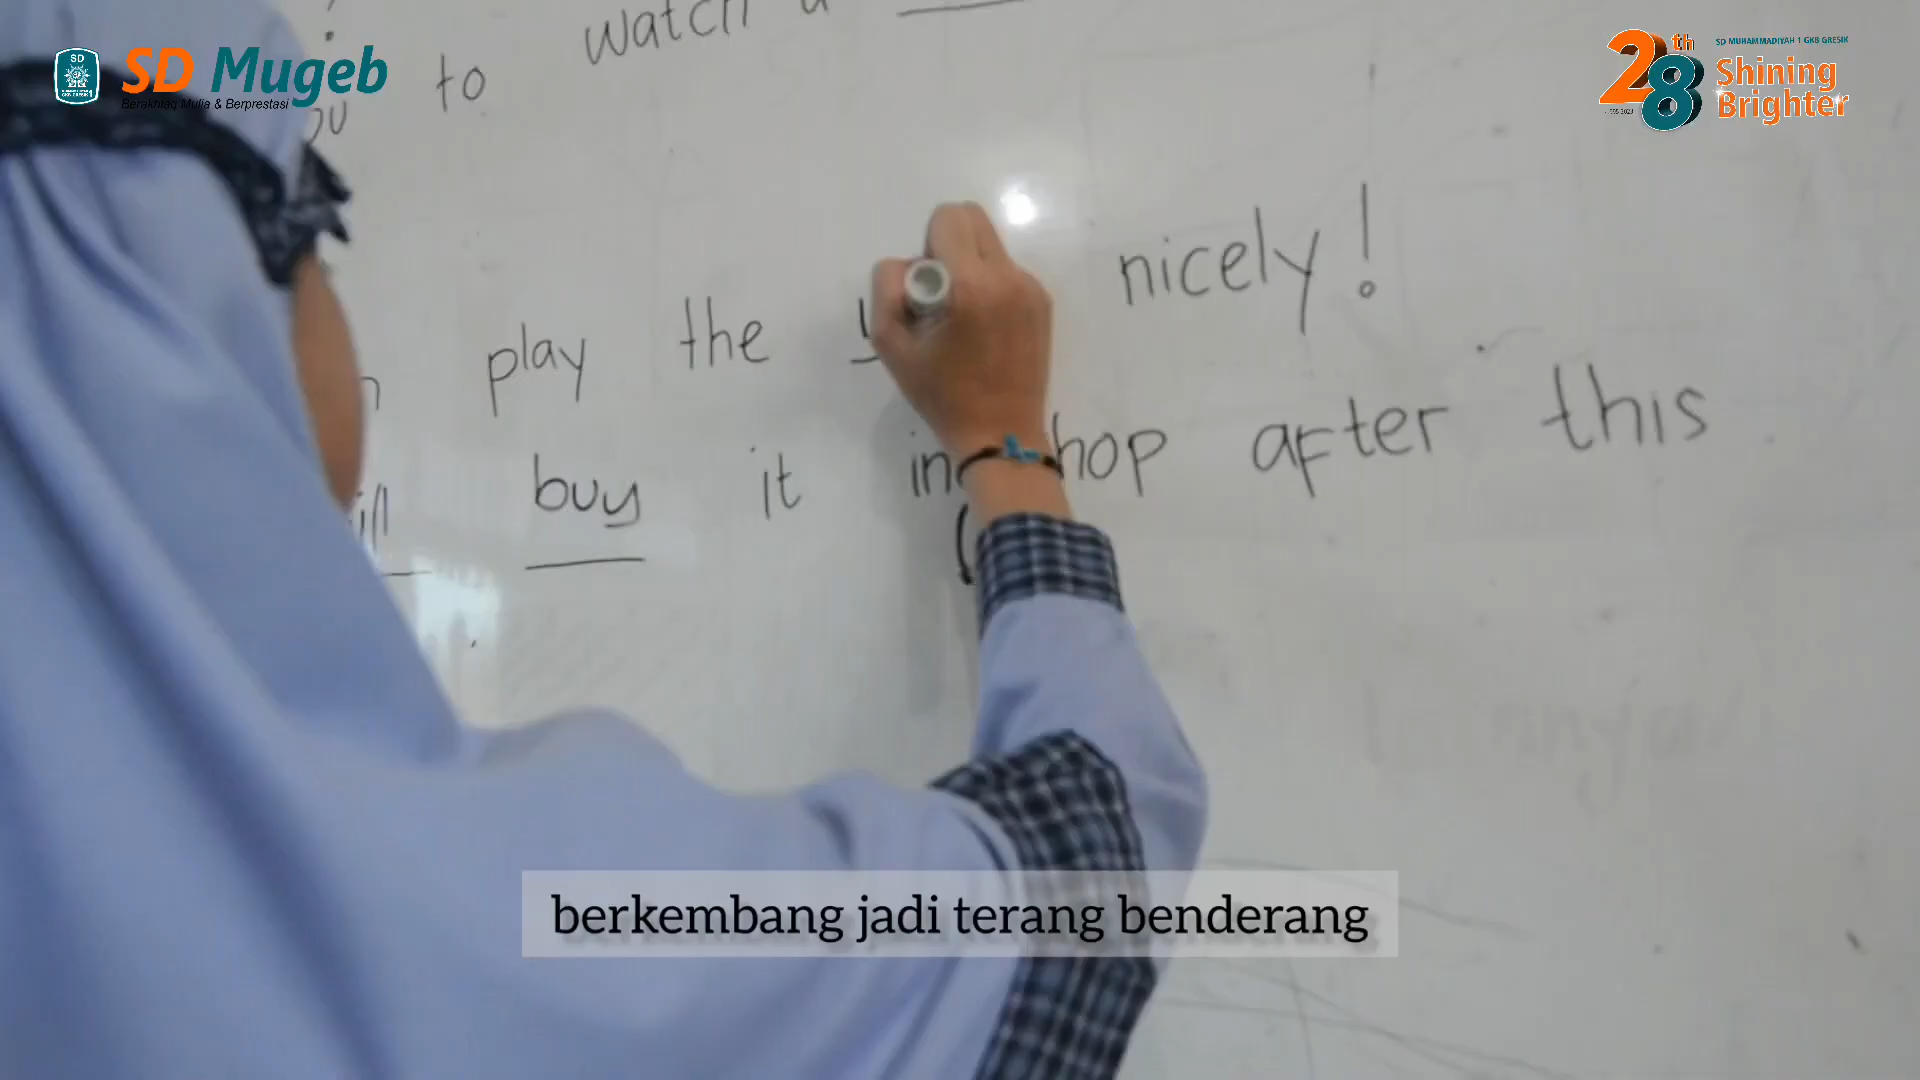 SD Mugeb
Berakhlaq Mulia & Berprestasi
28th
SD MUHAMMADIYAH 1 GKB GRESIK
Shining
Brighter
to watch a
play the nicely!
buy it in shop after this
berkembang jadi terang benderang